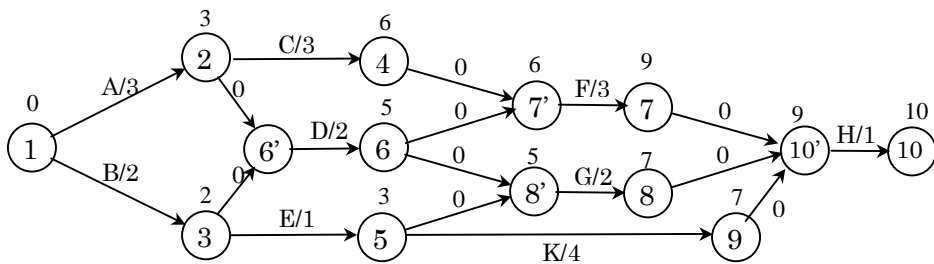 3 6
2 C/3 4
0 A/3 0 0 6 9
1 7' F/3 7
5 0
6' D/2 6 0 9 10
10' H/1 10
B/2 0 2 0 5 7 0
8' G/2 8
3 E/1 3 5 0 7
9 0
K/4